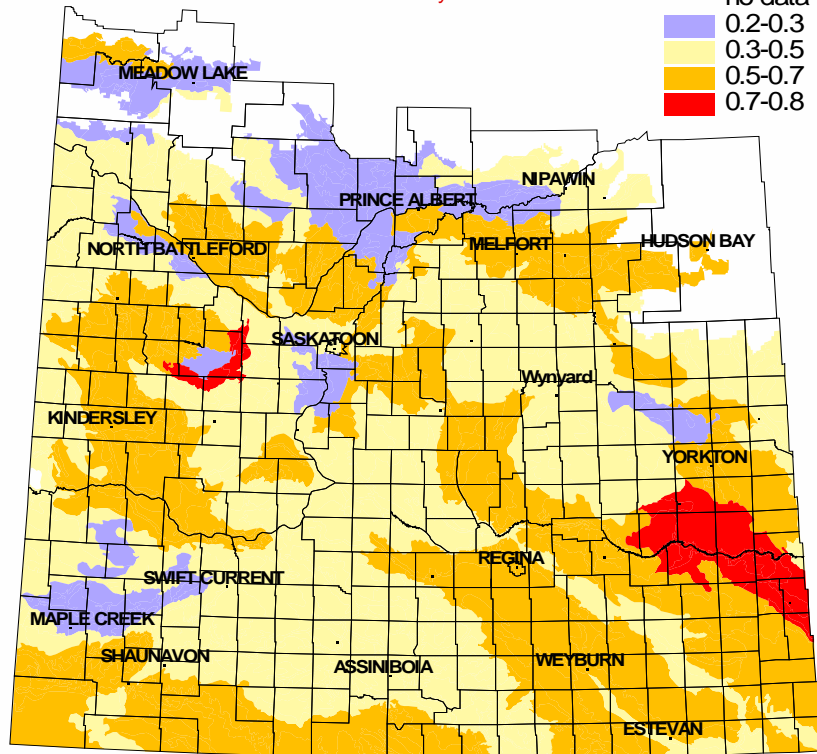 no data
0.2-0.3
0.3-0.5
0.5-0.7
0.7-0.8
MEADOW LAKE
NIPAWIN
PRINCE ALBERT
NORTH BATTLEFORD
MELFORT
HUDSON BAY
SASKATOON
Wynyard
KINDERSLEY
YORKTON
REGINA
SWIFT CURRENT
MAPLE CREEK
SHAUNAVON
ASSINIBOIA
WEYBURN
ESTEVAN